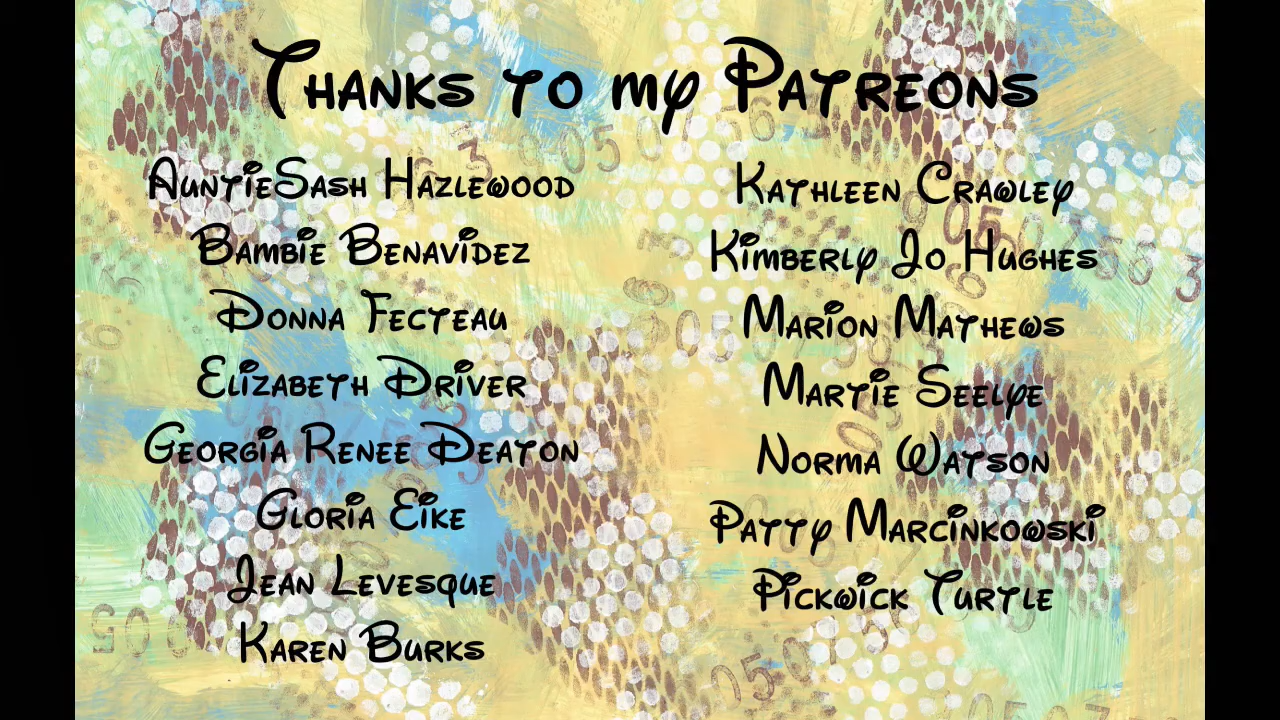 Thanks to my Patreons
AuntieSash Hazlewood
Bambie Benavidez
Donna Fecteau
Elizabeth Driver
Georgia Renee Deaton
Gloria Eike
Jean Levesque
Karen Burks
Kathleen Crawley
Kimberly Jo Hughes
Marion Mathews
Martie Seelye
Norma Watson
Patty Marcinkowski
Pickwick Turtle